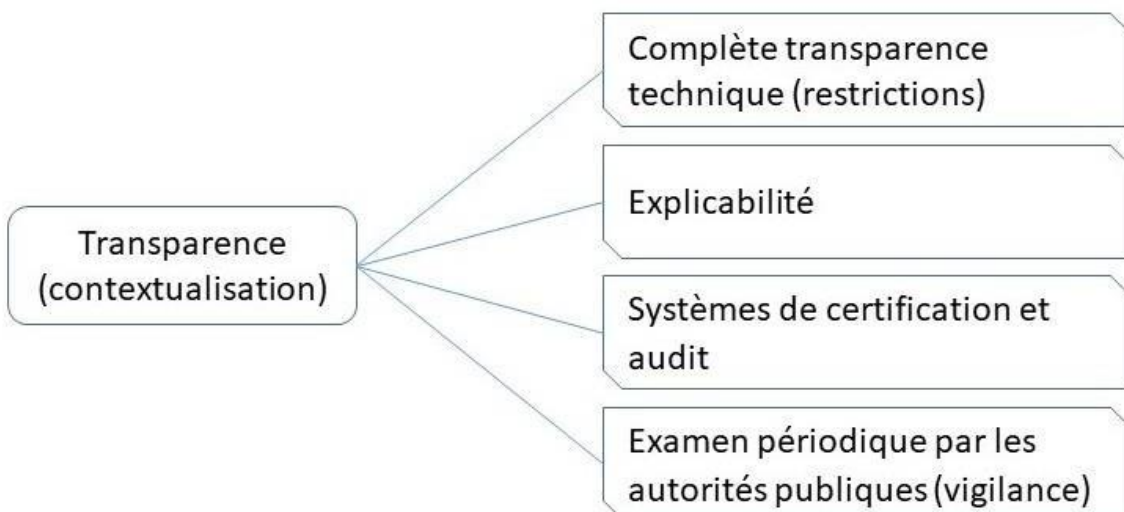 Transparence
(contextualisation)
Complète transparence
technique (restrictions)
Explicabilité
Systèmes de certification et
audit
Examen périodique par les
autorités publiques (vigilance)